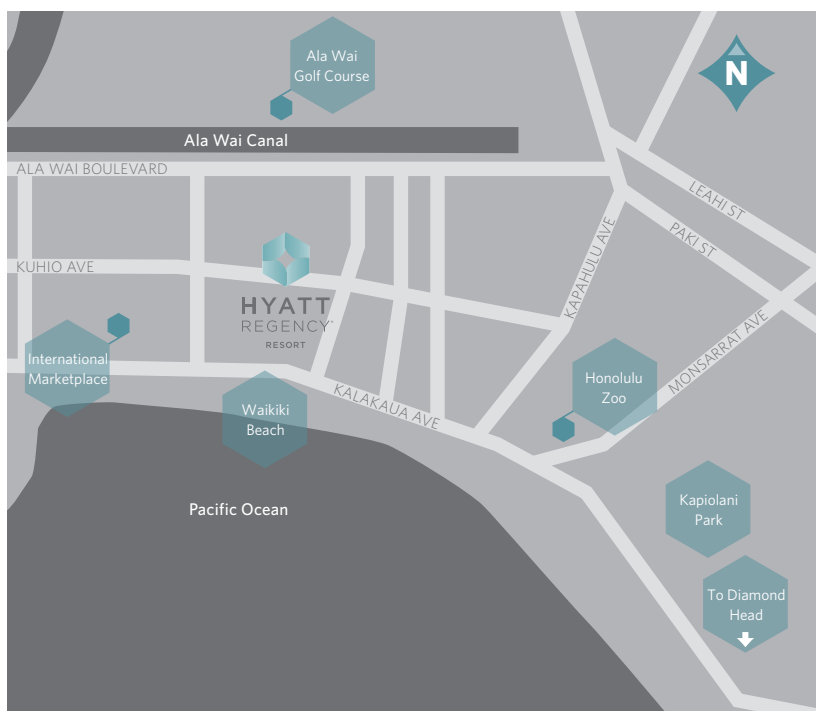 Ala Wai
Golf Course
N
Ala Wai Canal
ALA WAI BOULEVARD
LEAHI ST
PAKI ST
KAPAHULU AVE
KUHIO AVE
HYATT
REGENCY
RESORT
MONSARRAT AVE
International
Marketplace
Honolulu
Zoo
KALAKAUA AVE
Waikiki
Beach
Pacific Ocean
Kapiolani
Park
To Diamond
Head